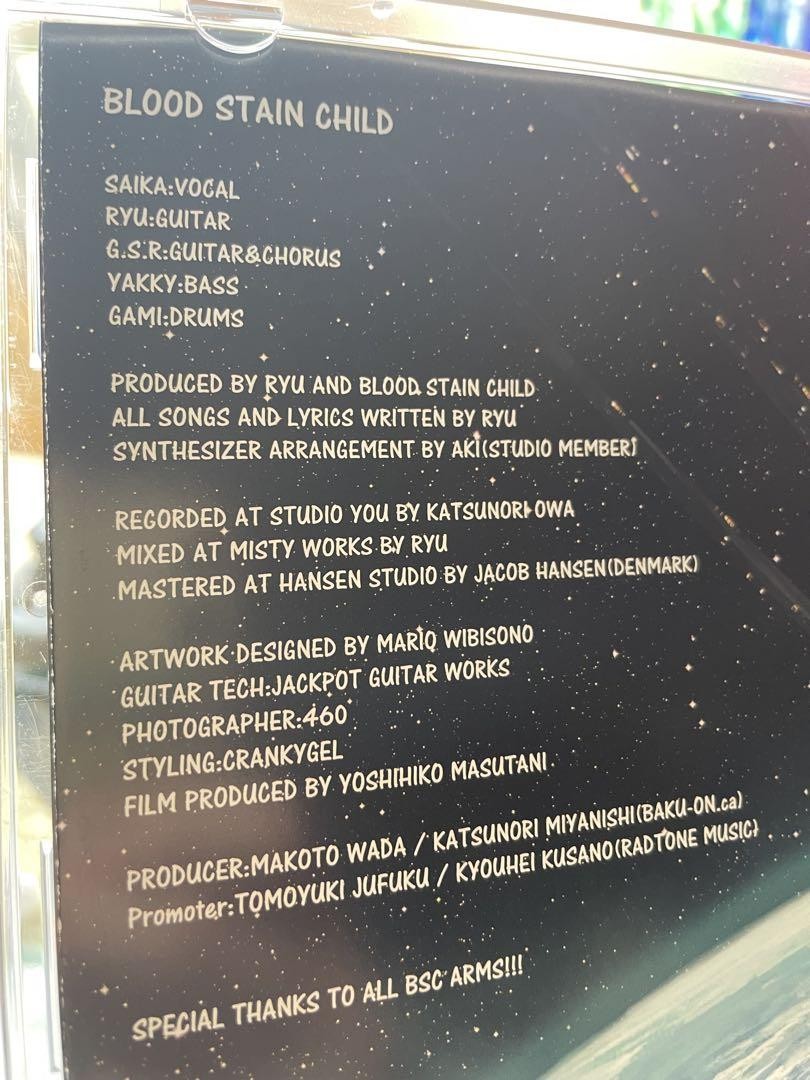 BLOOD STAIN CHILD
SAIKA:VOCAL
RYU:GUITAR
G.S.R:GUITAR&CHORUS
YAKKY:BASS
GAMI:DRUMS
PRODUCED BY RYU AND BLOOD STAIN CHILD
ALL SONGS AND LYRICS WRITTEN BY RYU
SYNTHESIZER ARRANGEMENT BY AKI(STUDIO MEMBER)
RECORDED AT STUDIO YOU BY KATSUNORI OWA
MIXED AT MISTY WORKS BY RYU
MASTERED AT HANSEN STUDIO BY JACOB HANSEN(DENMARK)
ARTWORK DESIGNED BY MARIO WIBISONO
GUITAR TECH:JACKPOT GUITAR WORKS
PHOTOGRAPHER:460
STYLING:CRANKYGEL
FILM PRODUCED BY YOSHIHIKO MASUTANI
PRODUCER:MAKOTO WADA / KATSUNORI MIYANISHI(BAKU-ON.ca)
Promoter:TOMOYUKI JUFUKU / KYOUHEI KUSANO(RADTONE MUSIC)
SPECIAL THANKS TO ALL BSC ARMS!!!